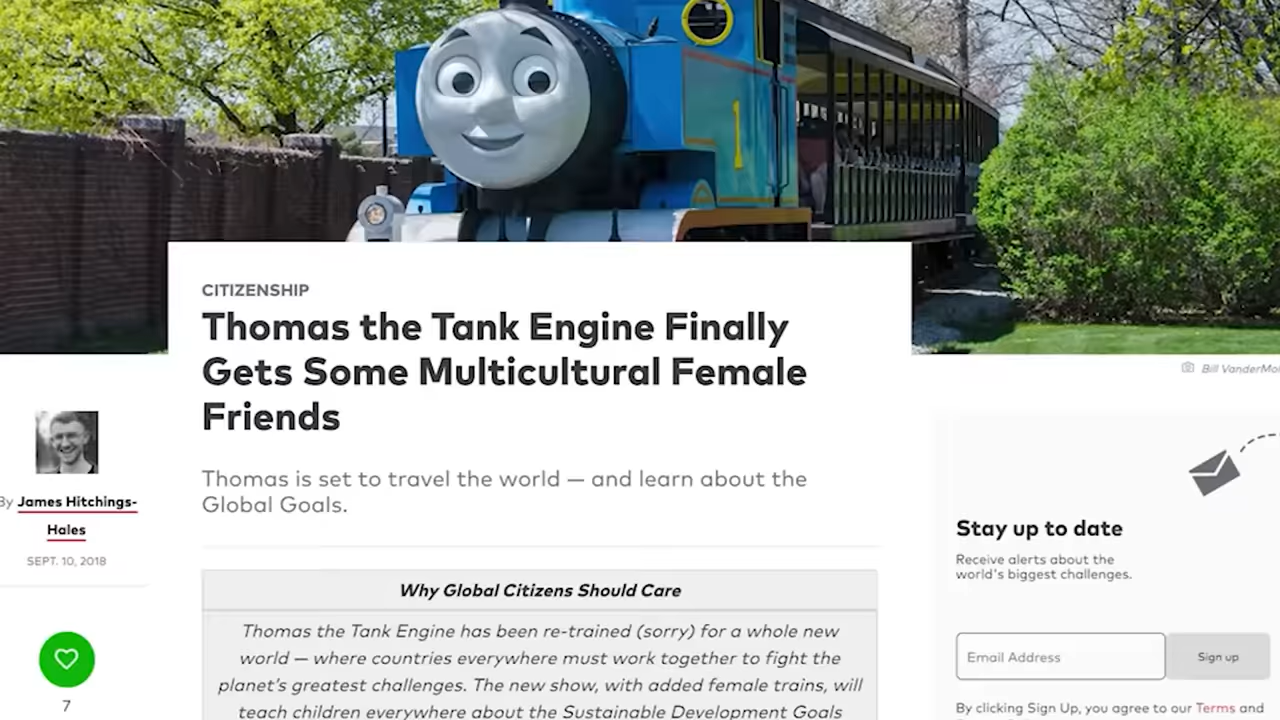 1
CITIZENSHIP
Thomas the Tank Engine Finally
Gets Some Multicultural Female
Friends
Thomas is set to travel the world — and learn about the
Global Goals.
Bill
By James Hitchings-
Hales
SEPT. 10, 2018
7
Why Global Citizens Should Care
Thomas the Tank Engine has been re-trained (sorry) for a whole new
world — where countries everywhere must work together to fight the
planet's greatest challenges. The new show, with added female trains, will
teach children everywhere about the Sustainable Development Goals
Stay up to date
Receive alerts about the
world's biggest challenges.
Email Address
Sign up
By clicking Sign Up, you agree to our Terms and